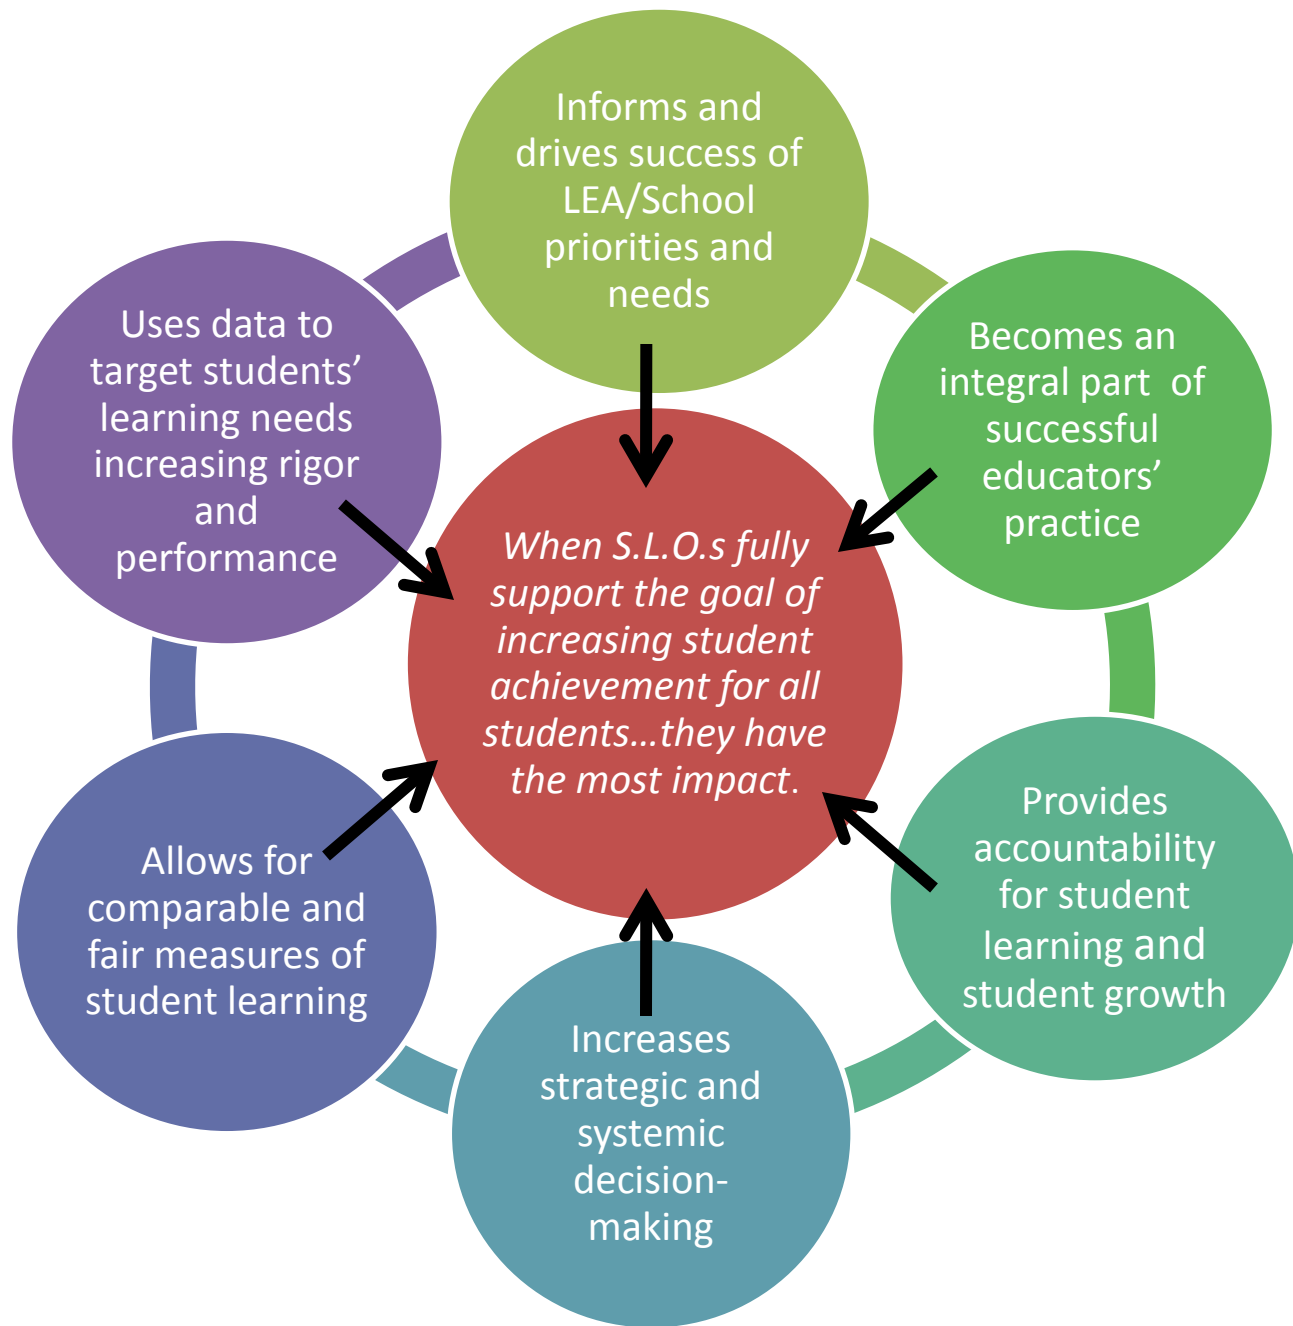 Informs and
drives success of
LEA/School
priorities and
needs
Becomes an
integral part  of
successful
educators’
practice
Provides
accountability
for student
learning and
student growth
Increases
strategic and
systemic
decision-
making
Allows for
comparable and
fair measures of
student learning
Uses data to
target students’
learning needs
increasing rigor
and
performance
When S.L.O.s fully
support the goal of
increasing student
achievement for all
students…they have
the most impact.